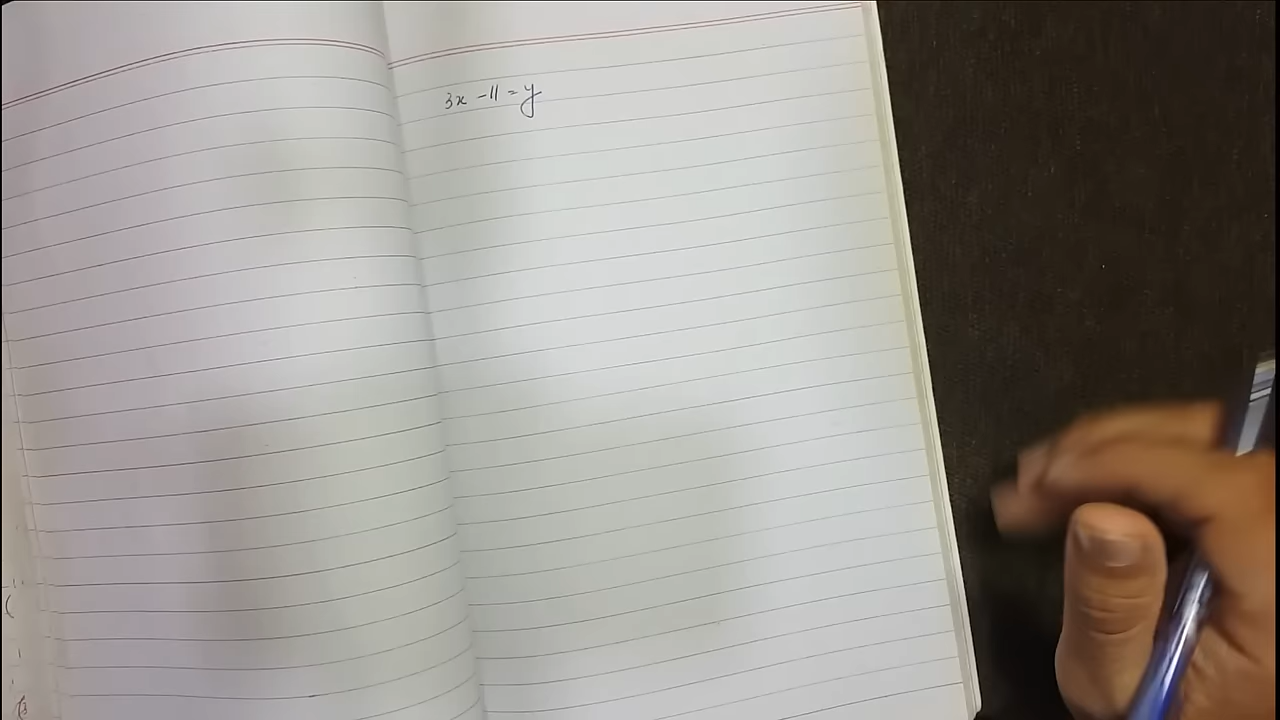 3x - 11 = y